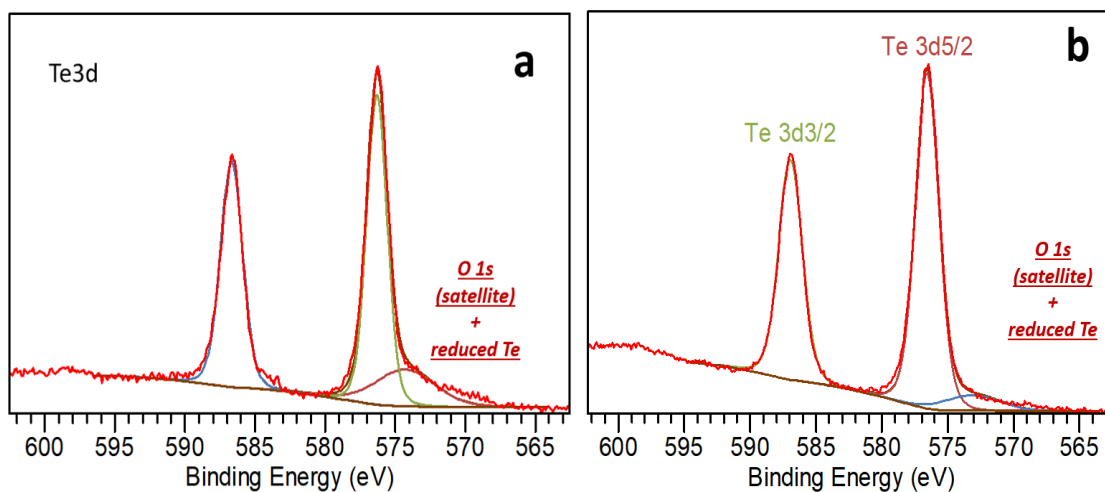 Te3d
a
O 1s
(satellite)
+
reduced Te
600 595 590 585 580 575 570 565
Binding Energy (eV)
b
Te 3d5/2
Te 3d3/2
O 1s
(satellite)
+
reduced Te
600 595 590 585 580 575 570 565
Binding Energy (eV)